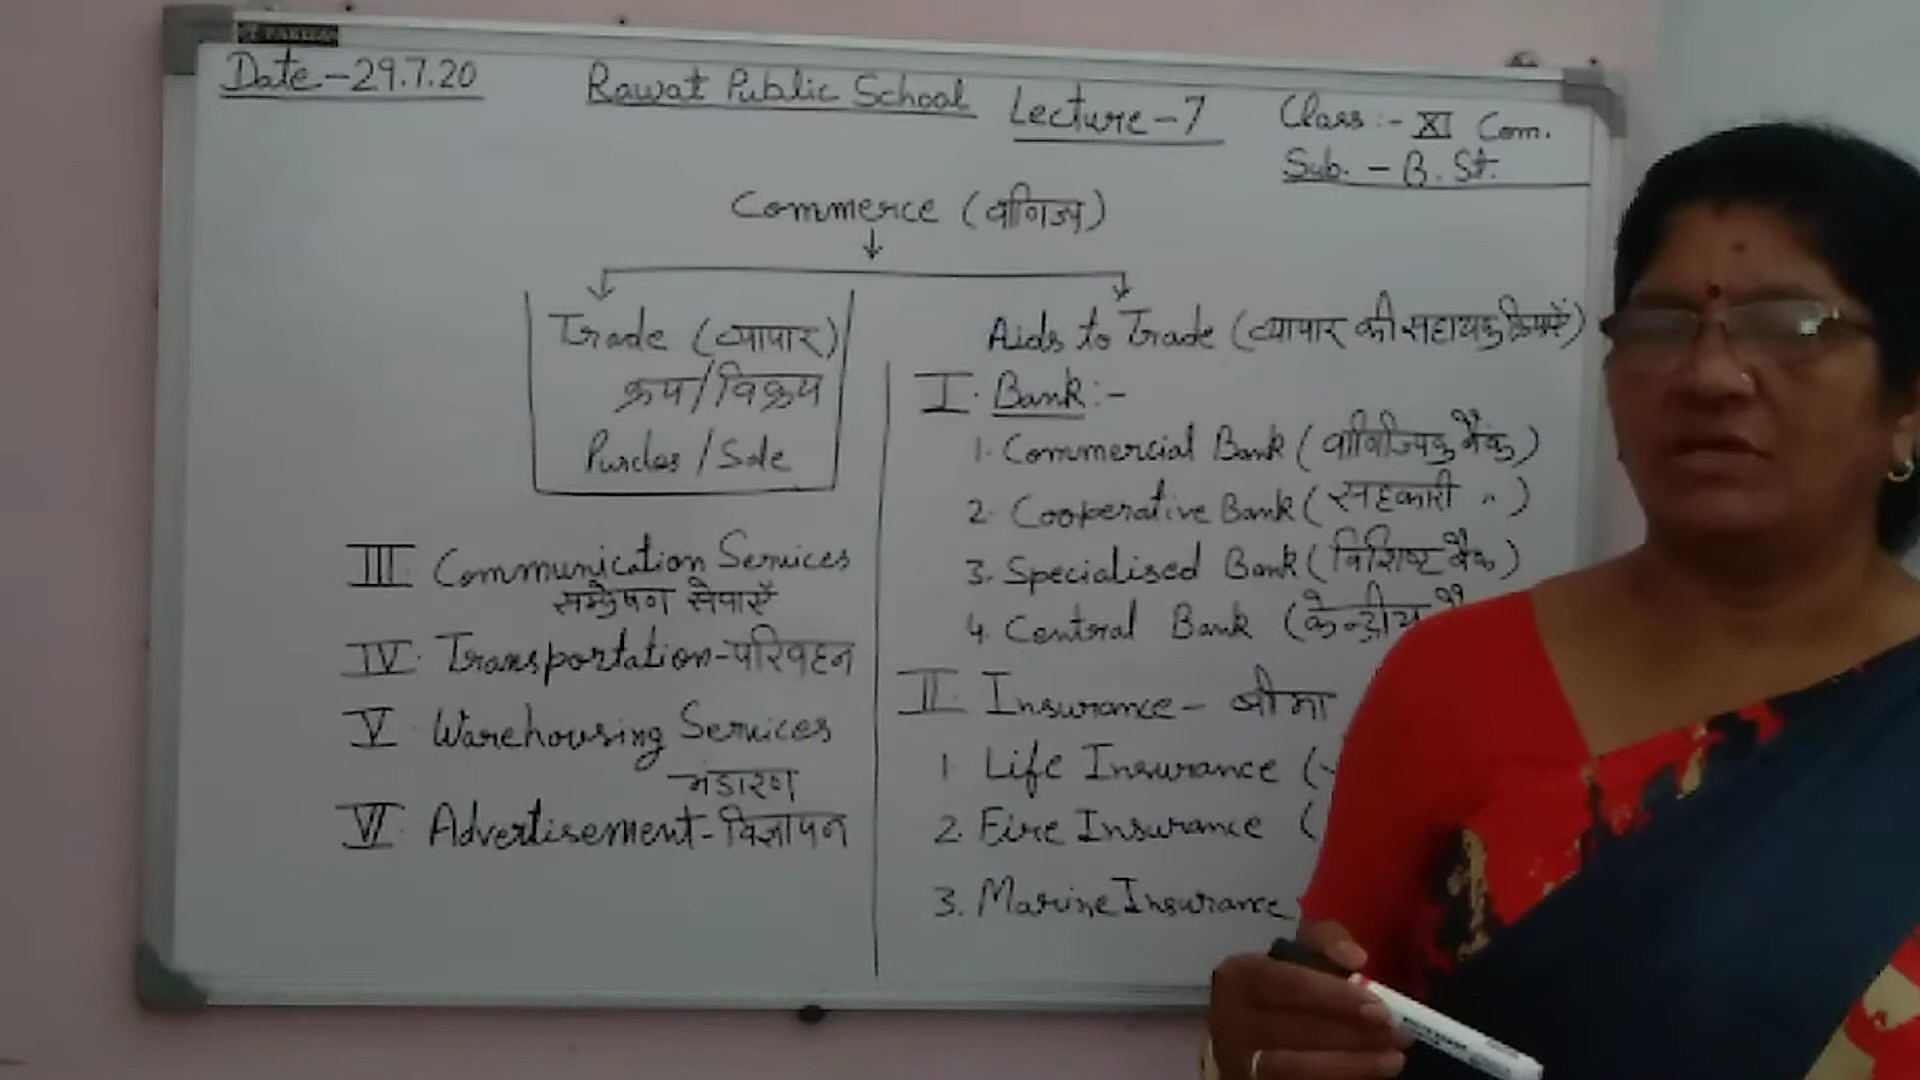 Date-29.7.20
Rawat Public School
Lecture-7
Class:- XI Com.
Sub. - B. St.
Commerce (वाणिज्य)
Trade (व्यापार)
क्रय/विक्रय
Purclas / Sale
Aids to Trade (व्यापार की सहायक क्रियाऐं)
I. Bank:-
1. Commercial Bank (वाणिज्यिक बैंक)
2. Cooperative Bank (सहकारी ")
3. Specialised Bank (विशिष्ट बैंक)
4. Central Bank (केन्द्रीय
II. Insurance - बीमा
1. Life Insurance (
2. Fire Insurance (
3. Marine Insurance
III Communication Services
सम्प्रेषण सेवाएँ
IV. Transportation-परिवहन
V Warehousing Services
भंडारण
VI. Advertisement-विज्ञापन